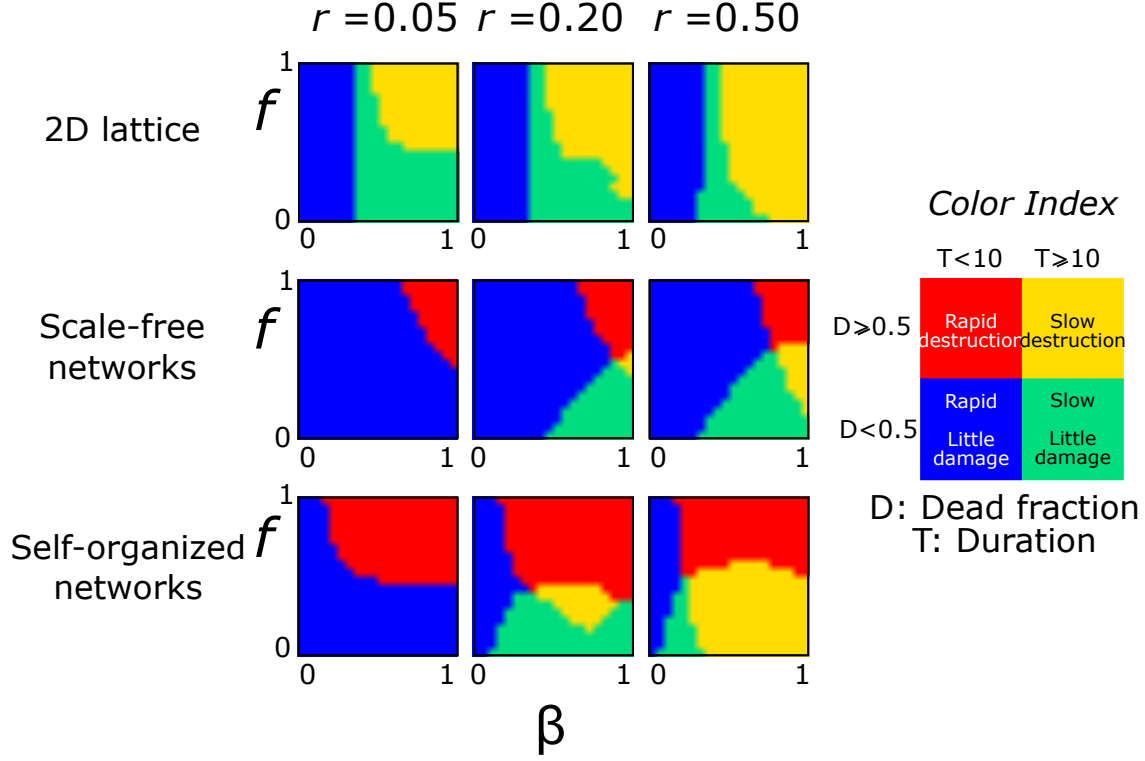 r =0.05 r =0.20 r =0.50
2D lattice
f
1
0
0 1 0 1 0 1
Scale-free
networks
f
1
0
0 1 0 1 0 1
Self-organized
networks
f
1
0
0 1 0 1 0 1
β
Color Index
T<10 T⩾10
D⩾0.5
Rapid
destruction
Slow
destruction
D<0.5
Rapid
Little
damage
Slow
Little
damage
D: Dead fraction
T: Duration